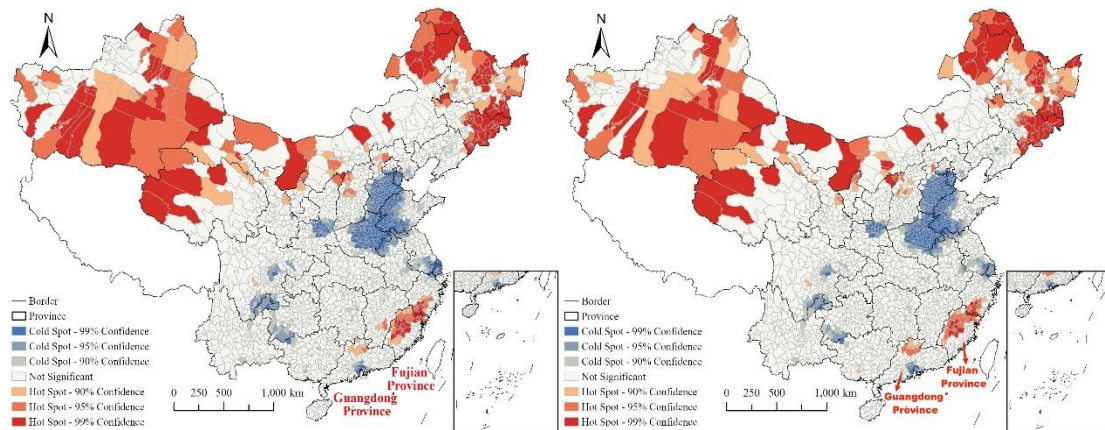 N
Border
Province
Cold Spot - 99% Confidence
Cold Spot - 95% Confidence
Cold Spot - 90% Confidence
Not Significant
Hot Spot - 90% Confidence
Hot Spot - 95% Confidence
Hot Spot - 99% Confidence
0 250 500 1,000 km
Fujian
Province
Guangdong
Province
N
Border
Province
Cold Spot - 99% Confidence
Cold Spot - 95% Confidence
Cold Spot - 90% Confidence
Not Significant
Hot Spot - 90% Confidence
Hot Spot - 95% Confidence
Hot Spot - 99% Confidence
0 250 500 1,000 km
Fujian
Province
Guangdong
Province